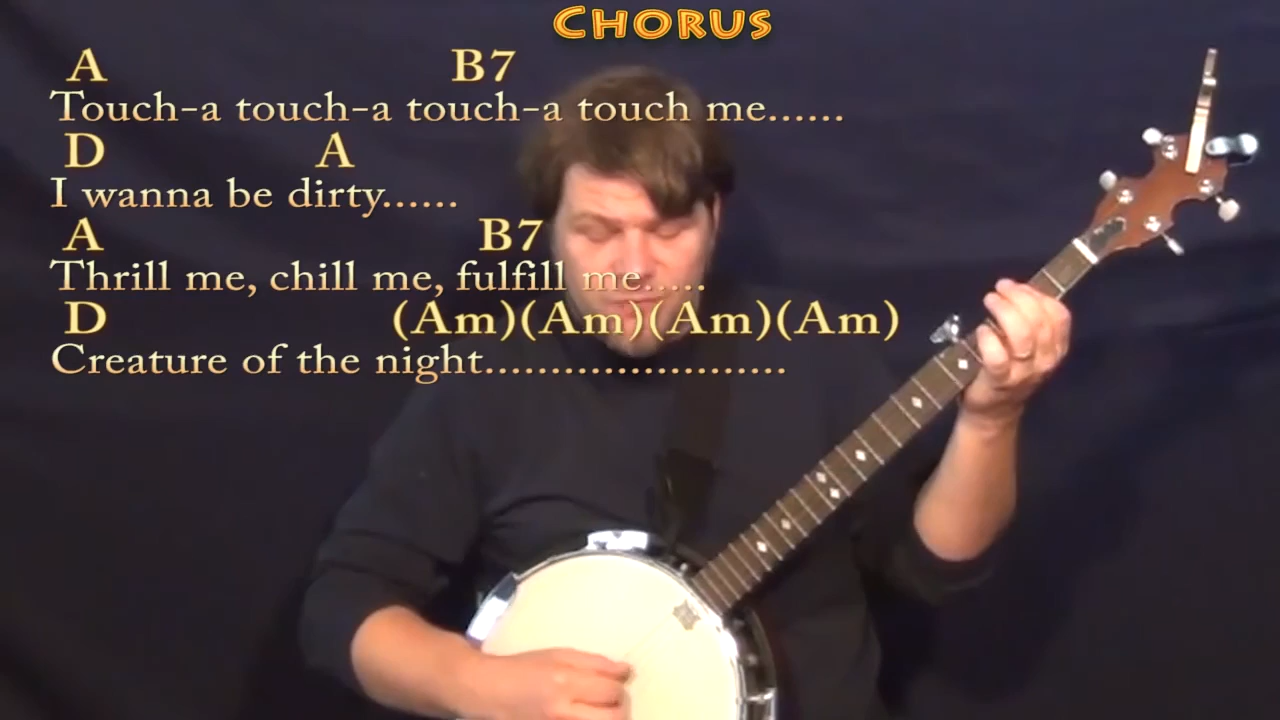 CHORUS
A B7
Touch-a touch-a touch-a touch me......
D A
I wanna be dirty......
A B7
Thrill me, chill me, fulfill me.....
D (Am)(Am)(Am)(Am)
Creature of the night.......................